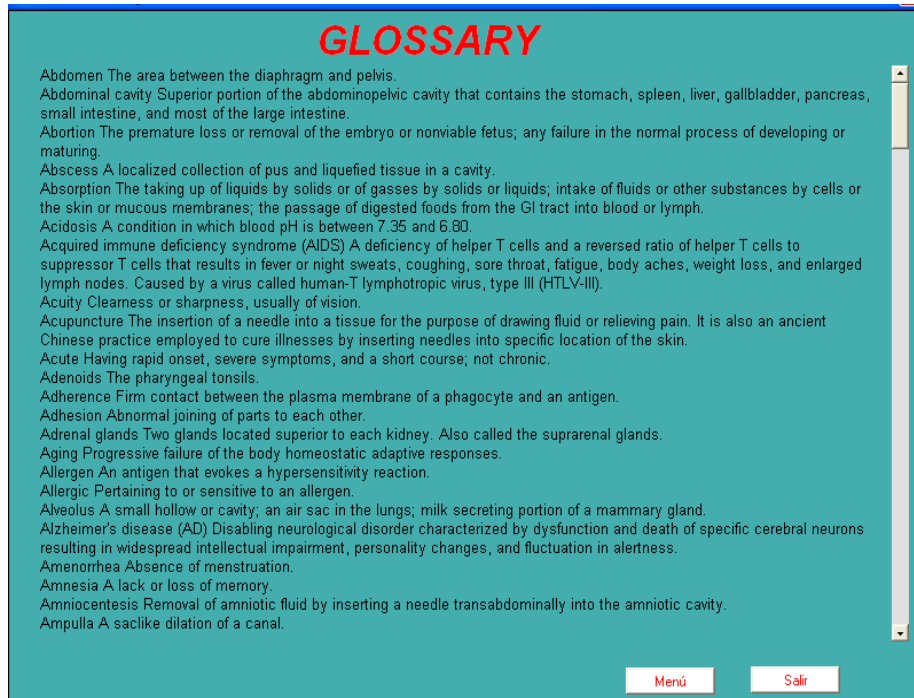 GLOSSARY
Abdomen The area between the diaphragm and pelvis.
Abdominal cavity Superior portion of the abdominopelvic cavity that contains the stomach, spleen, liver, gallbladder, pancreas,
small intestine, and most of the large intestine.
Abortion The premature loss or removal of the embryo or nonviable fetus; any failure in the normal process of developing or
maturing.
Abscess A localized collection of pus and liquefied tissue in a cavity.
Absorption The taking up of liquids by solids or of gasses by solids or liquids; intake of fluids or other substances by cells or
the skin or mucous membranes; the passage of digested foods from the GI tract into blood or lymph.
Acidosis A condition in which blood pH is between 7.35 and 6.80.
Acquired immune deficiency syndrome (AIDS) A deficiency of helper T cells and a reversed ratio of helper T cells to
suppressor T cells that results in fever or night sweats, coughing, sore throat, fatigue, body aches, weight loss, and enlarged
lymph nodes. Caused by a virus called human-T lymphotropic virus, type III (HTLV-III).
Acuity Clearness or sharpness, usually of vision.
Acupuncture The insertion of a needle into a tissue for the purpose of drawing fluid or relieving pain. It is also an ancient
Chinese practice employed to cure illnesses by inserting needles into specific location of the skin.
Acute Having rapid onset, severe symptoms, and a short course; not chronic.
Adenoids The pharyngeal tonsils.
Adherence Firm contact between the plasma membrane of a phagocyte and an antigen.
Adhesion Abnormal joining of parts to each other.
Adrenal glands Two glands located superior to each kidney. Also called the suprarenal glands.
Aging Progressive failure of the body homeostatic adaptive responses.
Allergen An antigen that evokes a hypersensitivity reaction.
Allergic Pertaining to or sensitive to an allergen.
Alveolus A small hollow or cavity; an air sac in the lungs; milk secreting portion of a mammary gland.
Alzheimer's disease (AD) Disabling neurological disorder characterized by dysfunction and death of specific cerebral neurons
resulting in widespread intellectual impairment, personality changes, and fluctuation in alertness.
Amenorrhea Absence of menstruation.
Amnesia A lack or loss of memory.
Amniocentesis Removal of amniotic fluid by inserting a needle transabdominally into the amniotic cavity.
Ampulla A saclike dilation of a canal.
Menú
Salir